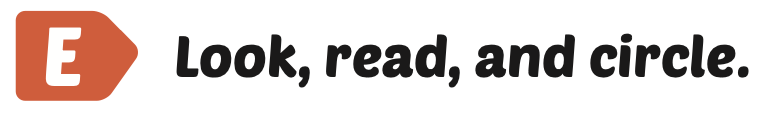 E Look, read, and circle.